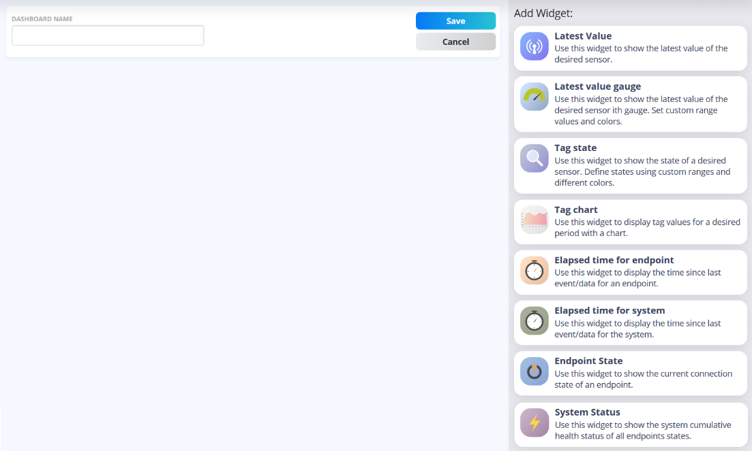 DASHBOARD NAME
Save
Cancel
Add Widget:
Latest Value
Use this widget to show the latest value of the
desired sensor.
Latest value gauge
Use this widget to show the latest value of the
desired sensor ith gauge. Set custom range
values and colors.
Tag state
Use this widget to show the state of a desired
sensor. Define states using custom ranges and
different colors.
Tag chart
Use this widget to display tag values for a desired
period with a chart.
Elapsed time for endpoint
Use this widget to display the time since last
event/data for an endpoint.
Elapsed time for system
Use this widget to display the time since last
event/data for the system.
Endpoint State
Use this widget to show the current connection
state of an endpoint.
System Status
Use this widget to show the system cumulative
health status of all endpoints states.